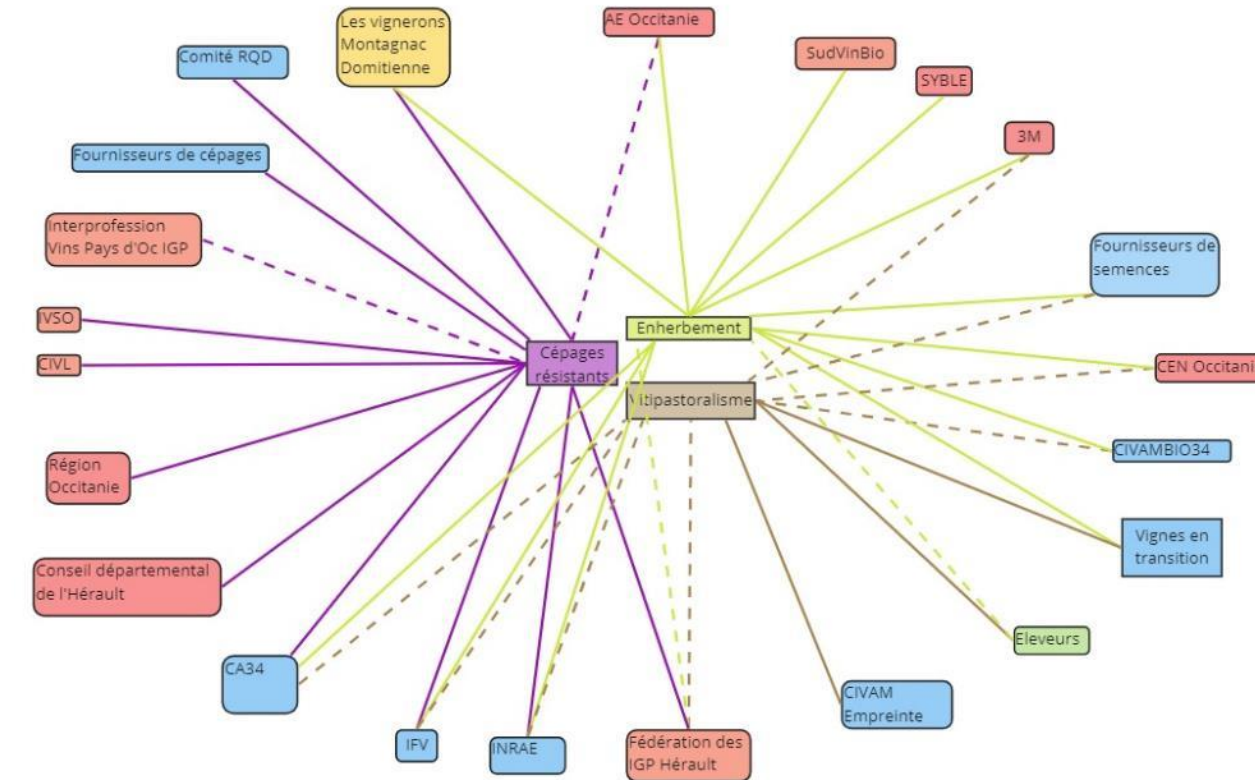 Les vignerons
Montagnac
Domitienne
AE Occitanie
Comité RQD
SudVinBio
SYBLE
3M
Fournisseurs de cépages
Interprofession
Vins Pays d'Oc IGP
Fournisseurs de
semences
IVSO
Enherbement
CIVL
Cépages
résistants
CEN Occitanie
Vitipastoralisme
CIVAMBIO34
Région
Occitanie
Vignes en
transition
Conseil départemental
de l'Hérault
Eleveurs
CA34
CIVAM
Empreinte
IFV
INRAE
Fédération des
IGP Hérault